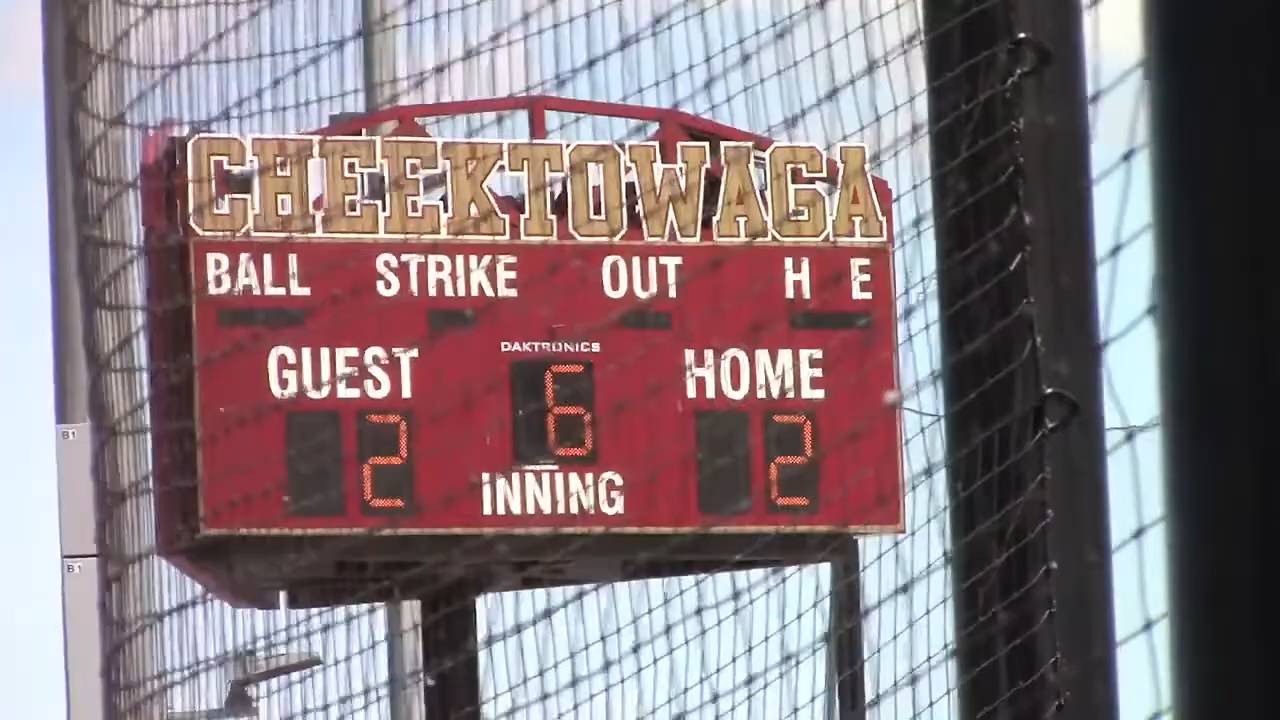 CHEEKTOWAGA
BALL STRIKE OUT H E
DAKTRONICS
GUEST 6 HOME
2 2
INNING
B1
B1